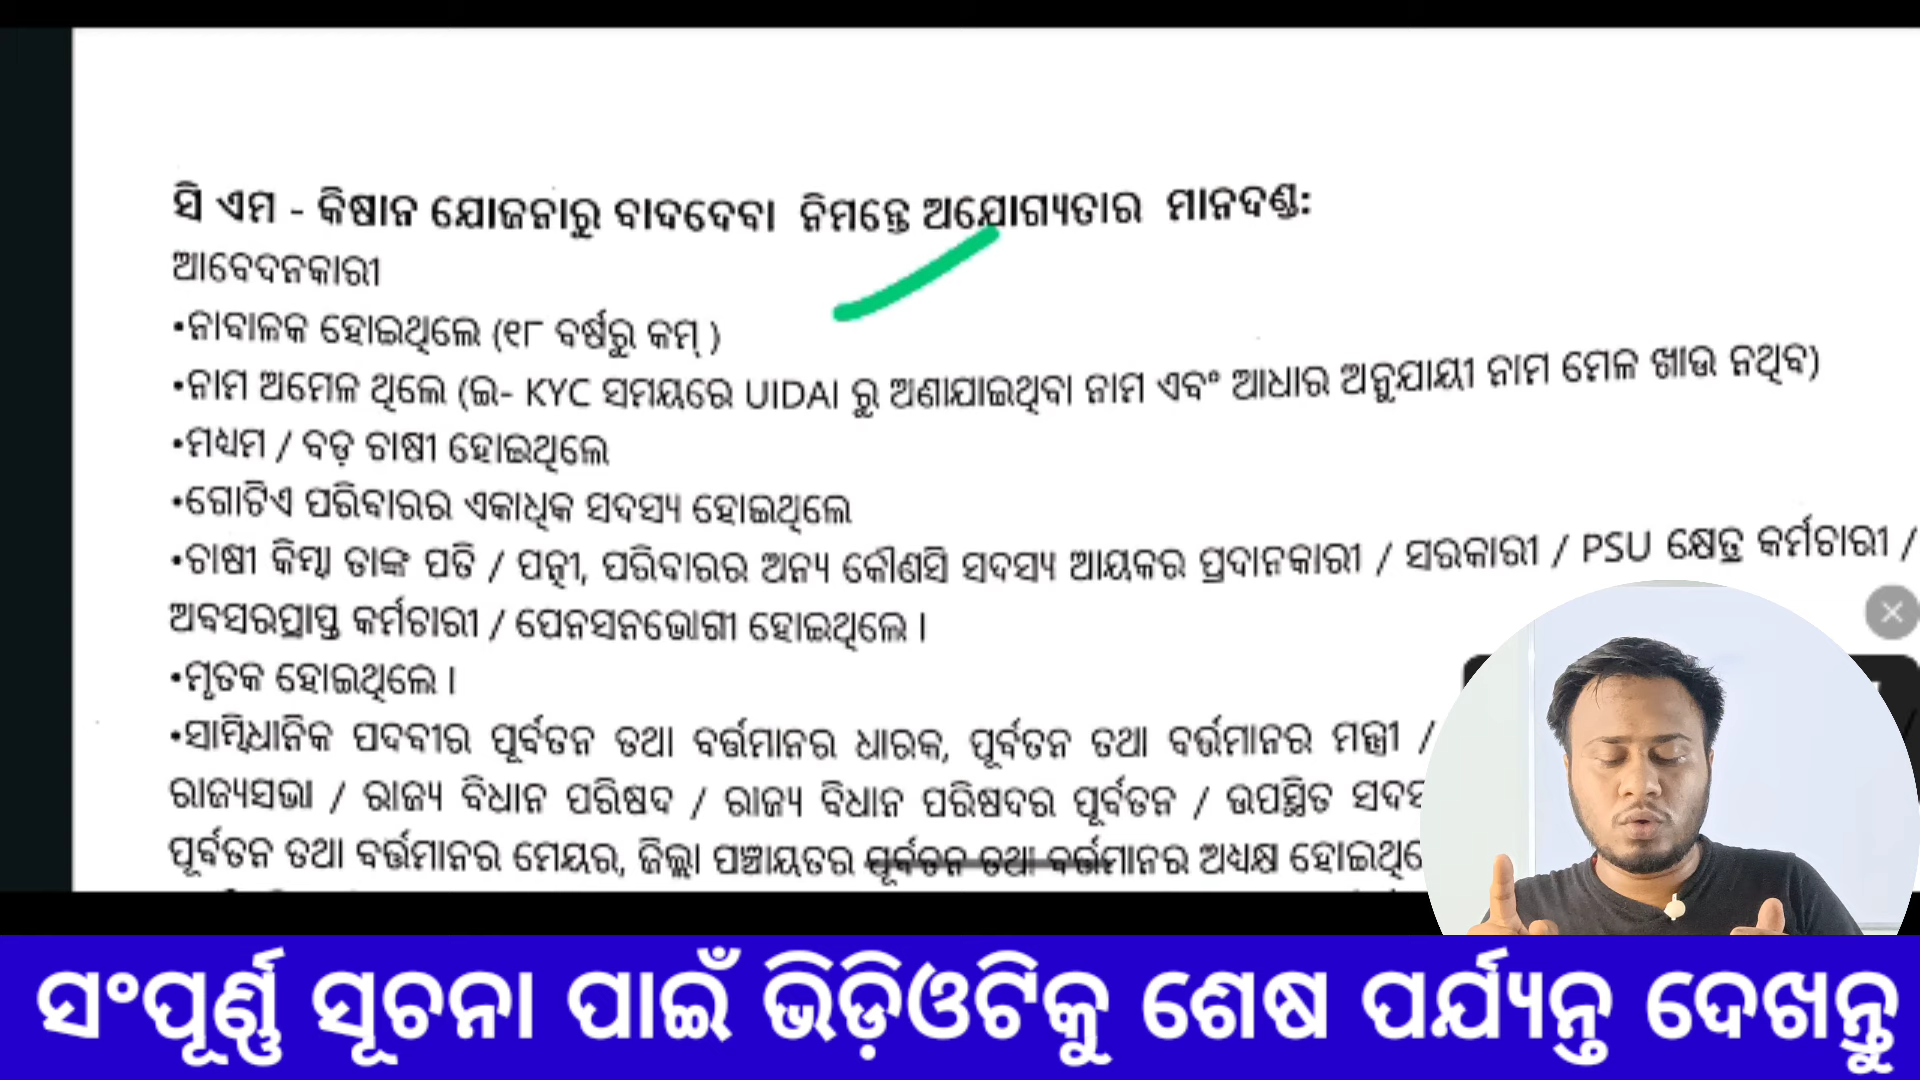 ସି ଏମ - କିଷାନ ଯୋଜନାରୁ ବାଦଦେବା ନିମନ୍ତେ ଅଯୋଗ୍ୟତାର ମାନଦଣ୍ଡ:
ଆବେଦନକାରୀ
•ନାବାଳକ ହୋଇଥିଲେ (୧୮ ବର୍ଷରୁ କମ୍ )
•ନାମ ଅମେଳ ଥିଲେ (ଇ- KYC ସମୟରେ UIDAI ରୁ ଅଣାଯାଇଥିବା ନାମ ଏବଂ ଆଧାର ଅନୁଯାୟୀ ନାମ ମେଳ ଖାଉ ନଥିବ)
•ମଧ୍ୟମ / ବଡ଼ ଚାଷୀ ହୋଇଥିଲେ
•ଗୋଟିଏ ପରିବାରର ଏକାଧିକ ସଦସ୍ୟ ହୋଇଥିଲେ
•ଚାଷୀ କିମ୍ବା ତାଙ୍କ ପତି / ପତ୍ନୀ, ପରିବାରର ଅନ୍ୟ କୌଣସି ସଦସ୍ୟ ଆୟକର ପ୍ରଦାନକାରୀ / ସରକାରୀ / PSU କ୍ଷେତ୍ର କର୍ମଚାରୀ /
ଅବସରପ୍ରାପ୍ତ କର୍ମଚାରୀ / ପେନସନଭୋଗୀ ହୋଇଥିଲେ ।
•ମୃତକ ହୋଇଥିଲେ ।
•ସାମ୍ବିଧାନିକ ପଦବୀର ପୂର୍ବତନ ତଥା ବର୍ତ୍ତମାନର ଧାରକ, ପୂର୍ବତନ ତଥା ବର୍ତ୍ତମାନର ମନ୍ତ୍ରୀ /
ରାଜ୍ୟସଭା / ରାଜ୍ୟ ବିଧାନ ପରିଷଦ / ରାଜ୍ୟ ବିଧାନ ପରିଷଦର ପୂର୍ବତନ / ଉପସ୍ଥିତ
ପୂର୍ବତନ ତଥା ବର୍ତ୍ତମାନର ମେୟର, ଜିଲ୍ଲା ପଞ୍ଚାୟତର ପୂର୍ବତନ ତଥା ବର୍ତ୍ତମାନର ଅଧ୍ୟକ୍ଷ
ସଂପୂର୍ଣ୍ଣ ସୂଚନା ପାଇଁ ଭିଡ଼ିଓଟିକୁ ଶେଷ ପର୍ଯ୍ୟନ୍ତ ଦେଖନ୍ତୁ